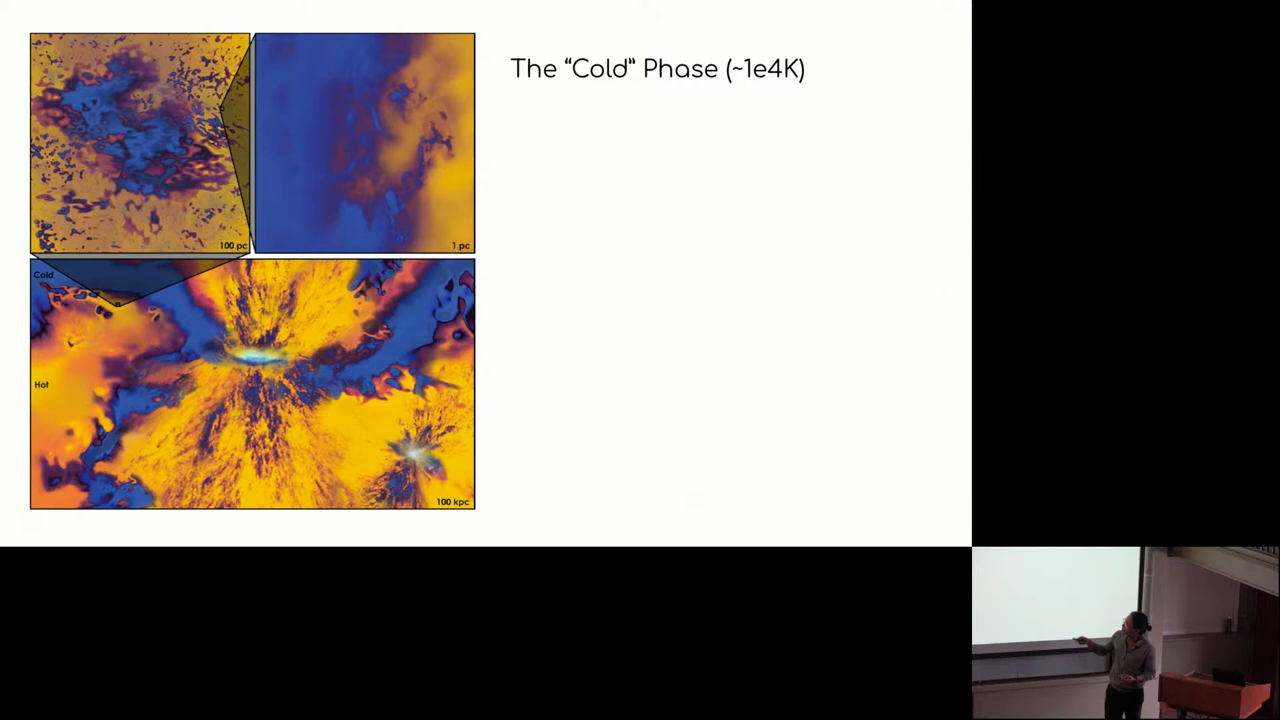 The “Cold” Phase (~1e4K)
100 pc
1 pc
Cold
Hot
100 kpc